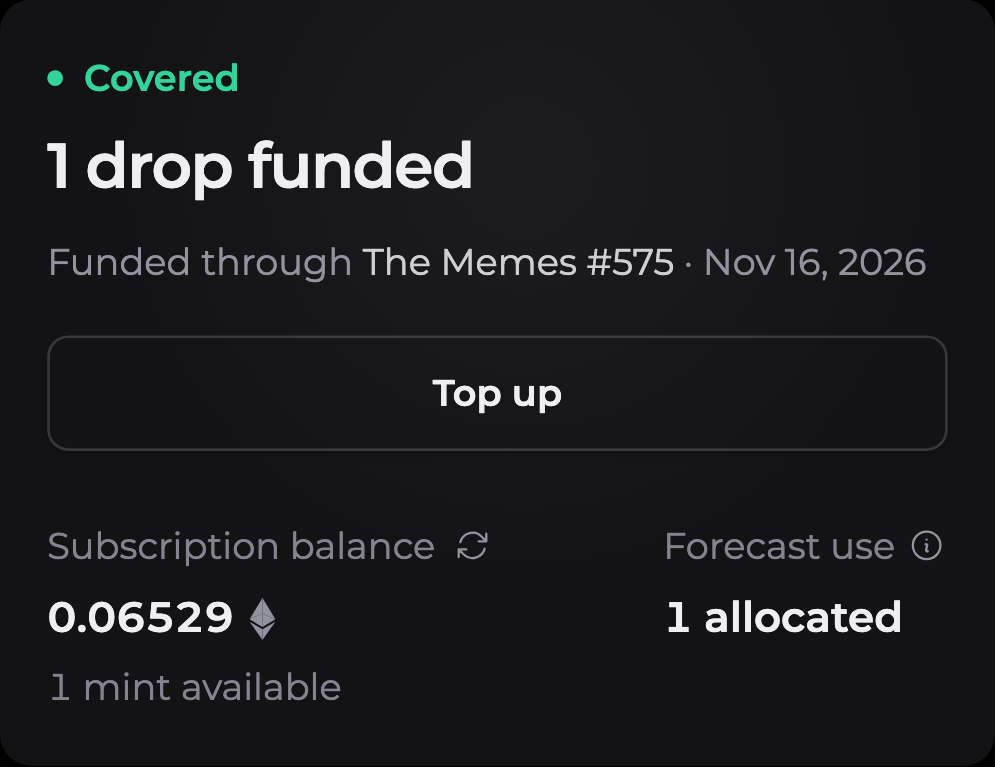 Covered
1 drop funded
Funded through The Memes #575 · Nov 16, 2026
Top up
Subscription balance
0.06529
1 mint available
Forecast use
1 allocated